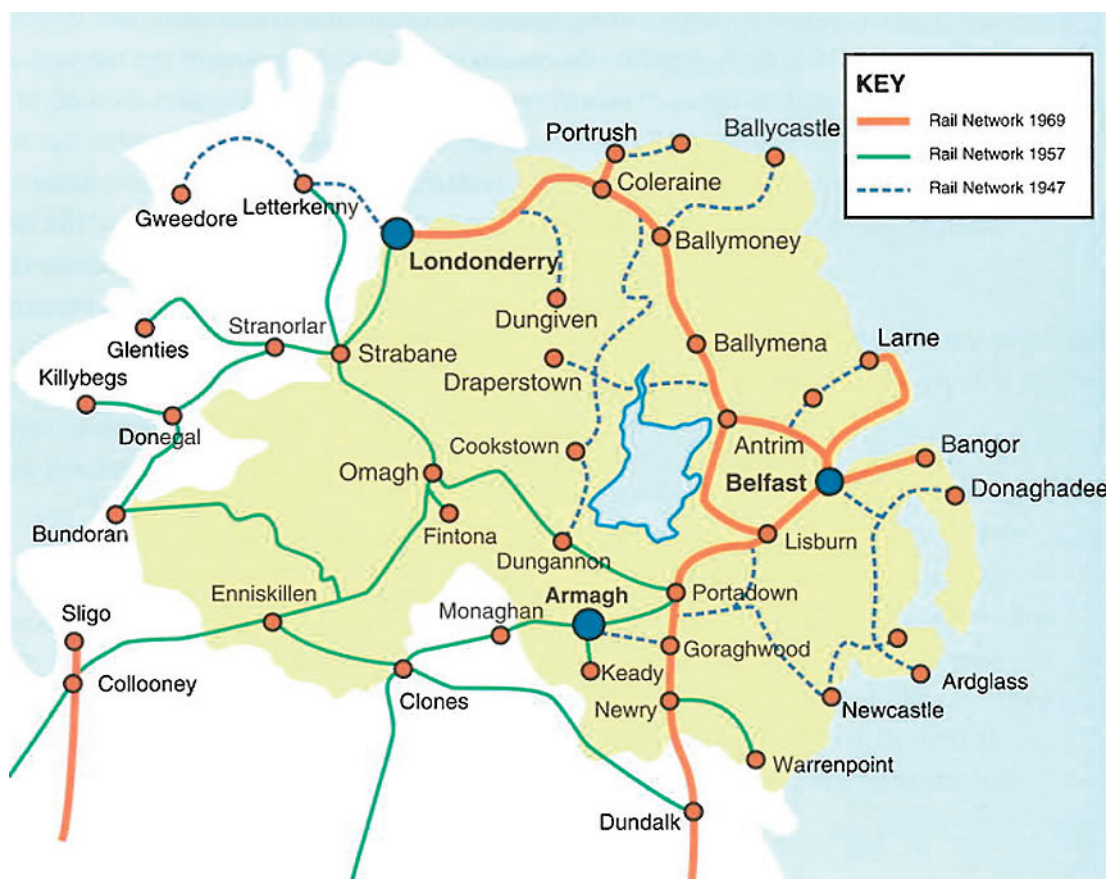 KEY
Rail Network 1969
Rail Network 1957
Rail Network 1947
Portrush
Ballycastle
Coleraine
Gweedore
Letterkenny
Londonderry
Ballymoney
Dungiven
Stranorlar
Glenties
Strabane
Ballymena
Larne
Killybegs
Draperstown
Donegal
Cookstown
Antrim
Bangor
Omagh
Belfast
Donaghadee
Bundoran
Fintona
Dungannon
Lisburn
Enniskillen
Armagh
Portadown
Sligo
Monaghan
Goraghwood
Keady
Collooney
Clones
Newry
Ardglass
Newcastle
Warrenpoint
Dundalk